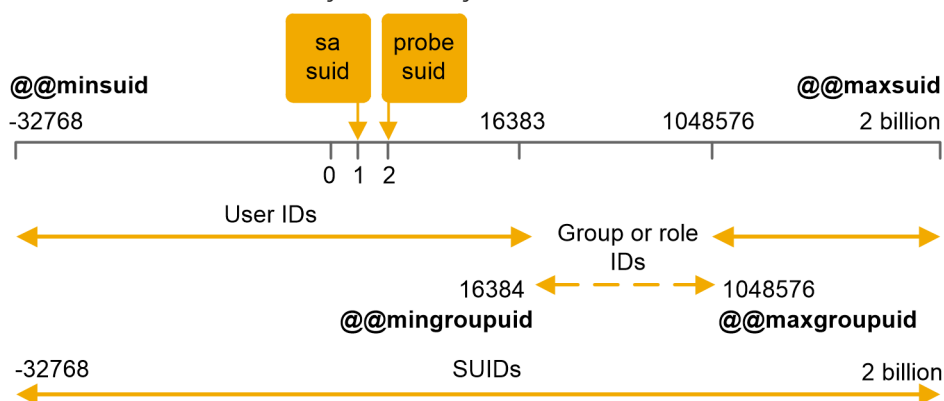 sa
suid
probe
suid
@@minsuid
@@maxsuid
-32768
16383
1048576
2 billion
0
1
2
User IDs
Group or role
IDs
16384
1048576
@@mingroupuid
@@maxgroupuid
-32768
SUIDs
2 billion